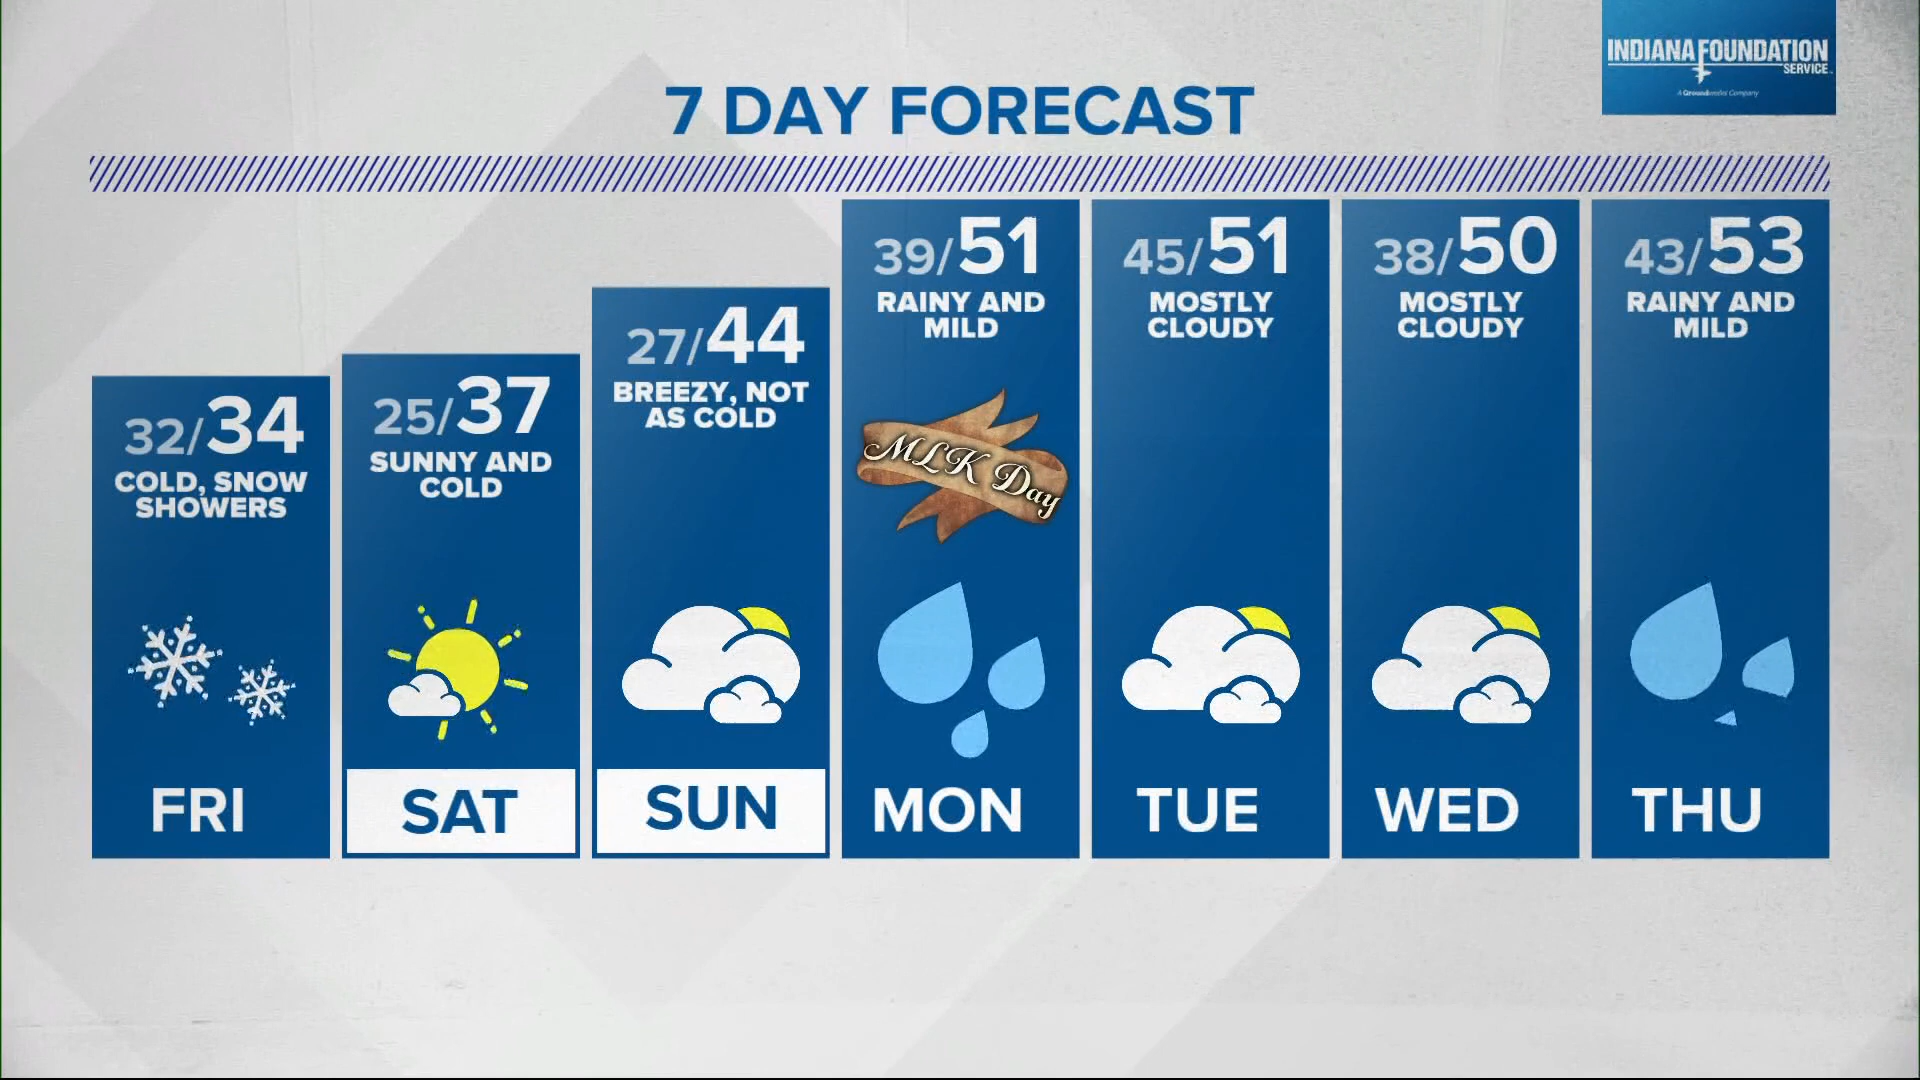 INDIANA FOUNDATION
SERVICE
A Groundworks Company
7 DAY FORECAST
32/34
COLD, SNOW
SHOWERS
FRI
25/37
SUNNY AND
COLD
SAT
27/44
BREEZY, NOT
AS COLD
SUN
39/51
RAINY AND
MILD
MLK Day
MON
45/51
MOSTLY
CLOUDY
TUE
38/50
MOSTLY
CLOUDY
WED
43/53
RAINY AND
MILD
THU